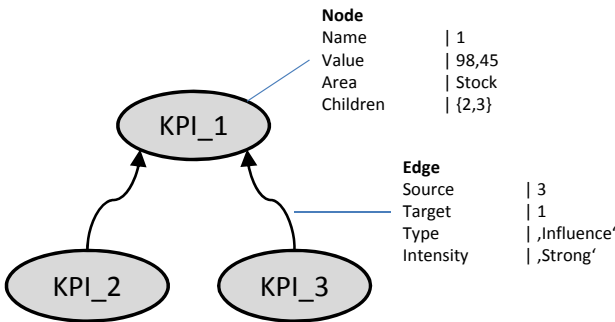 Node
Name | 1
Value | 98,45
Area | Stock
Children | {2,3}
KPI_1
Edge
Source | 3
Target | 1
Type | ‚Influence‘
Intensity | ‚Strong‘
KPI_2 KPI_3